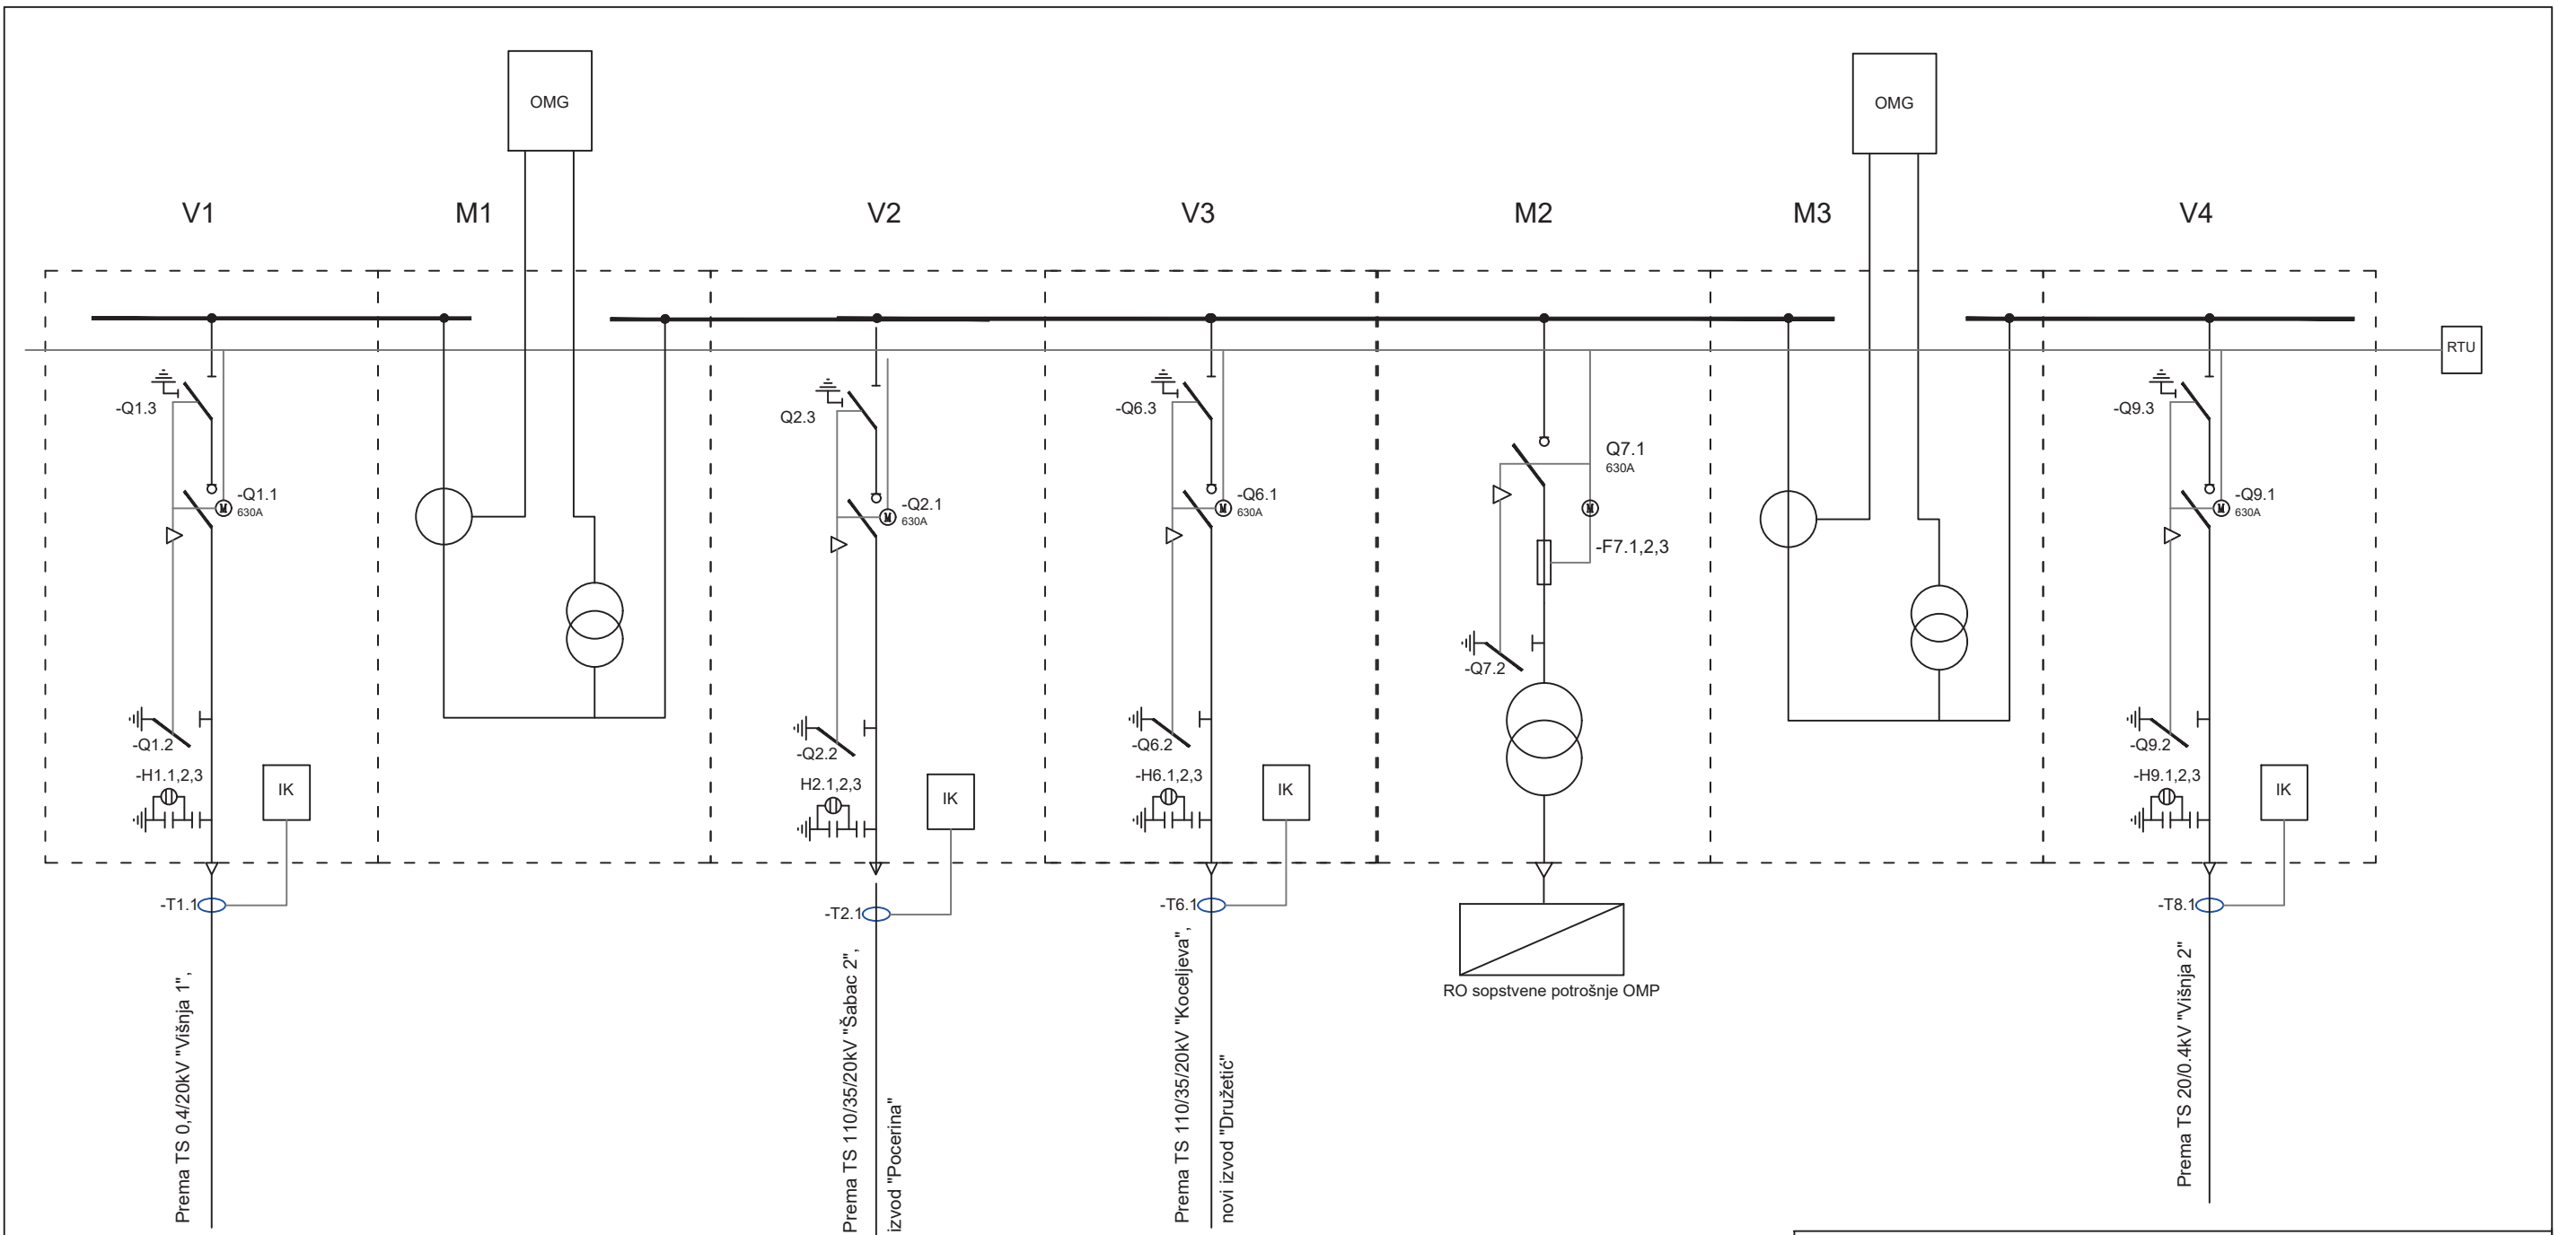 OMG
OMG
V1
M1
V2
V3
M2
M3
V4
RTU
-Q1.3
-Q1.1
630A
M
-Q1.2
-H1.1,2,3
IK
-T1.1
Prema TS 0,4/20kV "Višnja 1",
Q2.3
-Q2.1
630A
M
-Q2.2
H2.1,2,3
IK
-T2.1
Prema TS 110/35/20kV "Šabac 2",
izvod "Pocerina"
-Q6.3
-Q6.1
630A
M
-Q6.2
-H6.1,2,3
IK
-T6.1
Prema TS 110/35/20kV "Koceljeva",
novi izvod "Družetić"
Q7.1
630A
M
-F7.1,2,3
-Q7.2
RO sopstvene potrošnje OMP
-Q9.3
-Q9.1
630A
M
-Q9.2
-H9.1,2,3
IK
-T8.1
Prema TS 20/0.4kV "Višnja 2"